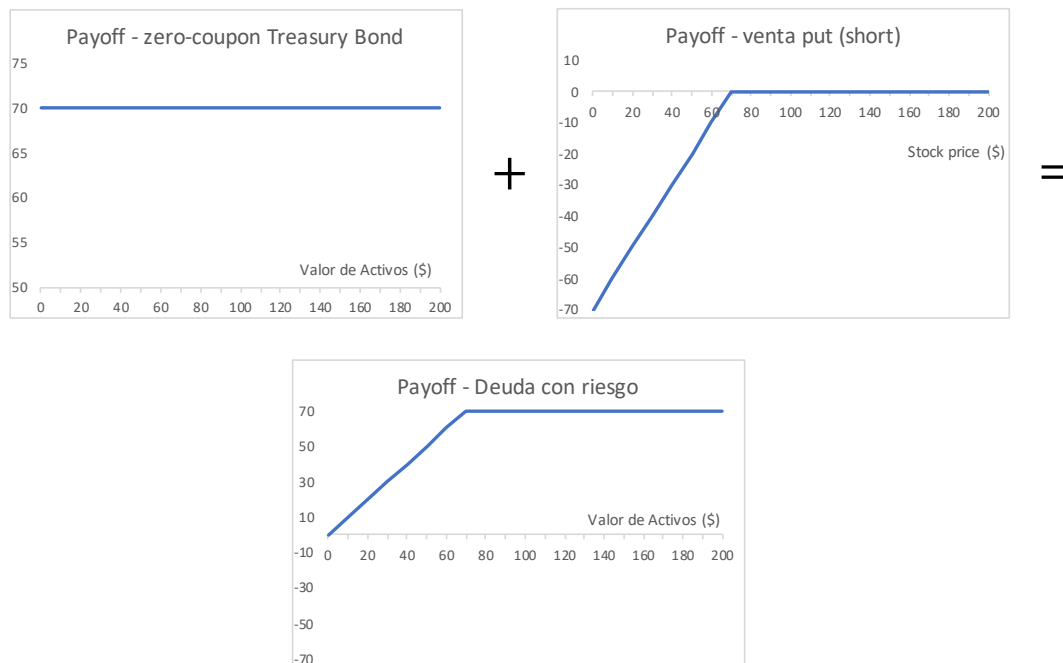 Payoff - zero-coupon Treasury Bond
75
70
65
60
55
50
Valor de Activos ($)
0 20 40 60 80 100 120 140 160 180 200
+
Payoff - venta put (short)
10
0
-10
-20
-30
-40
-50
-60
-70
0 20 40 60 80 100 120 140 160 180 200
Stock price ($)
=
Payoff - Deuda con riesgo
70
50
30
10
-10
-30
-50
-70
Valor de Activos ($)
0 20 40 60 80 100 120 140 160 180 200